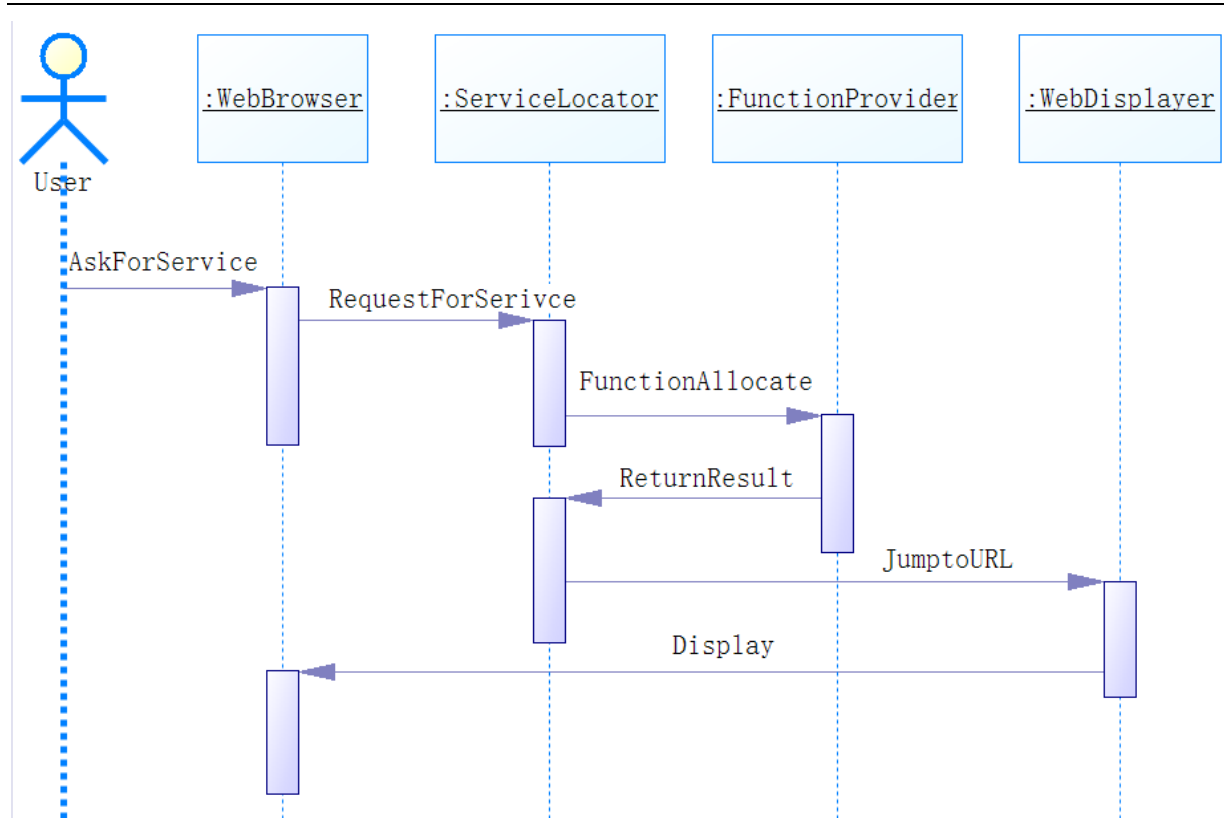 :WebBrowser
:ServiceLocator
:FunctionProvider
:WebDisplayer
User
AskForService
RequestForSerivce
FunctionAllocate
ReturnResult
JumptoURL
Display